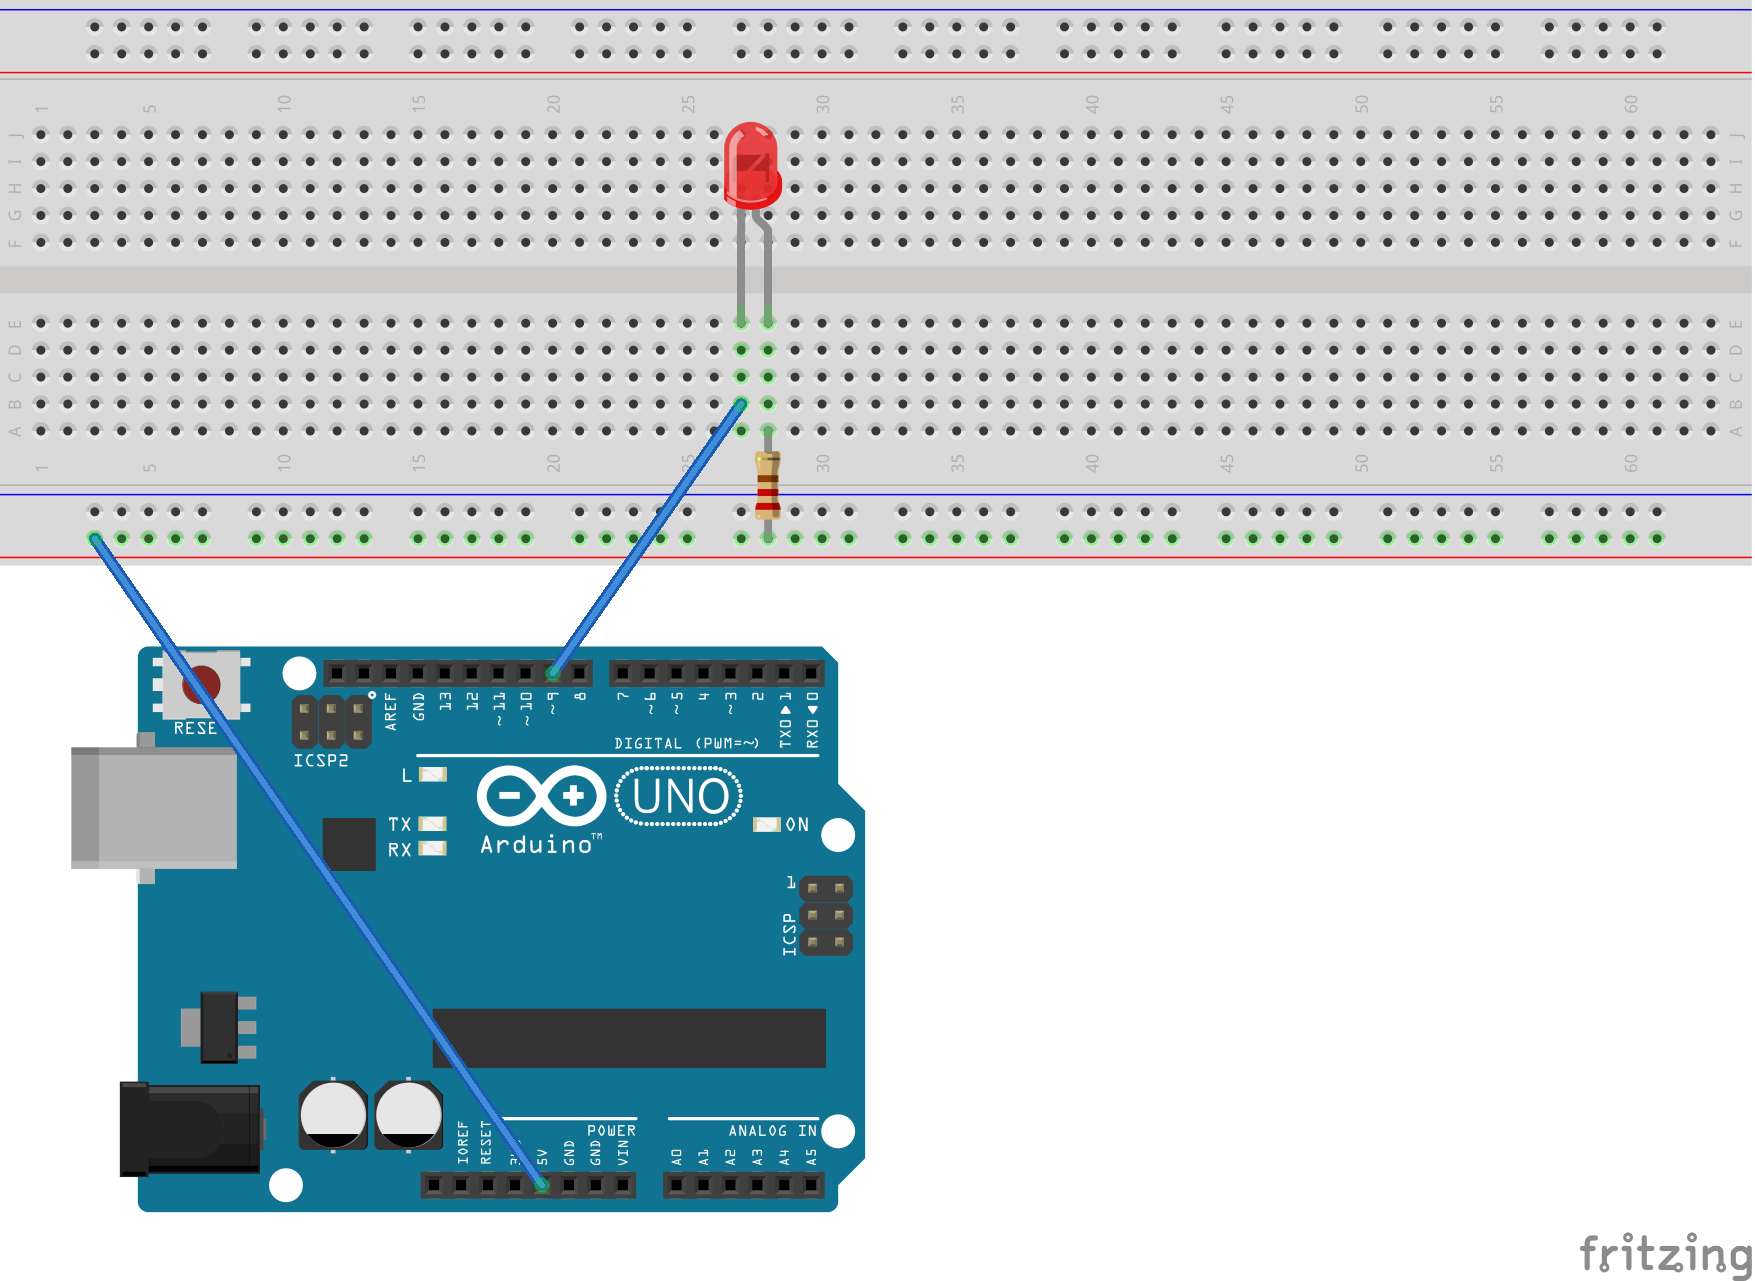 1 5 10 15 20 25 30 35 40 45 50 55 60
J J
I I
H H
G G
F F
E E
D D
C C
B B
A A
1 5 10 15 20 25 30 35 40 45 50 55 60
RESE
ICSP2
AREF GND 13 12 ~11 ~10 ~9 8 7 ~6 ~5 4 ~3 2 TX0▶1 RX0◀0
DIGITAL (PWM=~)
L
TX
RX
UNO
Arduino™
ON
1
ICSP
POWER
ANALOG IN
IOREF RESET 5V GND GND VIN A0 A1 A2 A3 A4 A5
fritzing